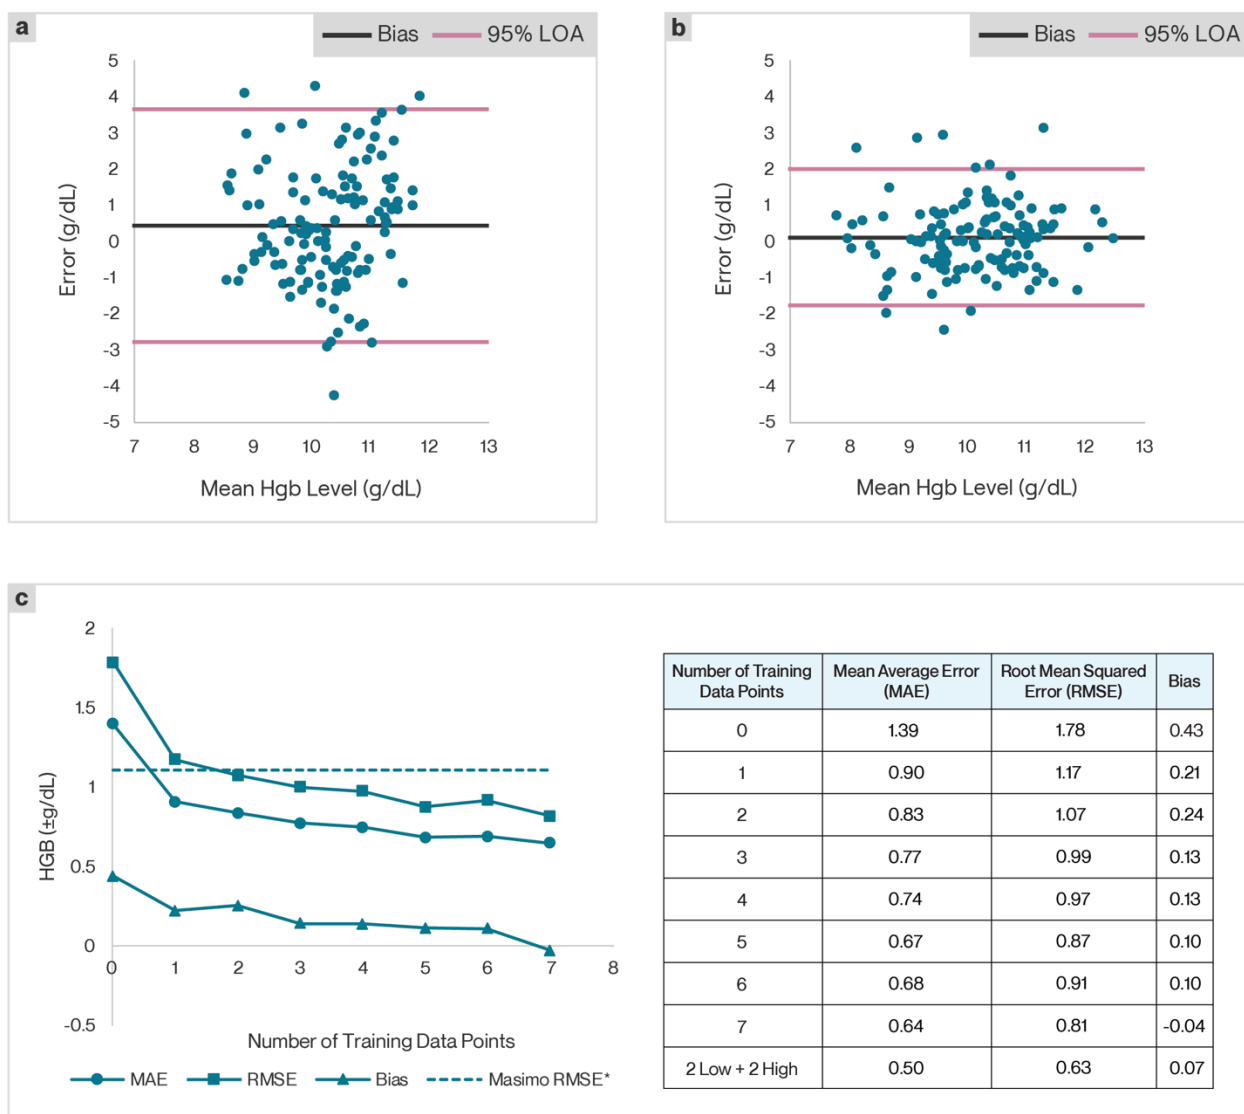 a
Bias 95% LOA
5
4
3
2
1
0
-1
-2
-3
-4
-5
Error (g/dL)
7 8 9 10 11 12 13
Mean Hgb Level (g/dL)
b
Bias 95% LOA
5
4
3
2
1
0
-1
-2
-3
-4
-5
Error (g/dL)
7 8 9 10 11 12 13
Mean Hgb Level (g/dL)
c
2
1.5
1
0.5
0
-0.5
HGB (±g/dL)
0 1 2 3 4 5 6 7 8
Number of Training Data Points
MAE RMSE Bias Masimo RMSE*
Number of Training Data Points Mean Average Error (MAE) Root Mean Squared Error (RMSE) Bias
0 1.39 1.78 0.43
1 0.90 1.17 0.21
2 0.83 1.07 0.24
3 0.77 0.99 0.13
4 0.74 0.97 0.13
5 0.67 0.87 0.10
6 0.68 0.91 0.10
7 0.64 0.81 -0.04
2 Low + 2 High 0.50 0.63 0.07